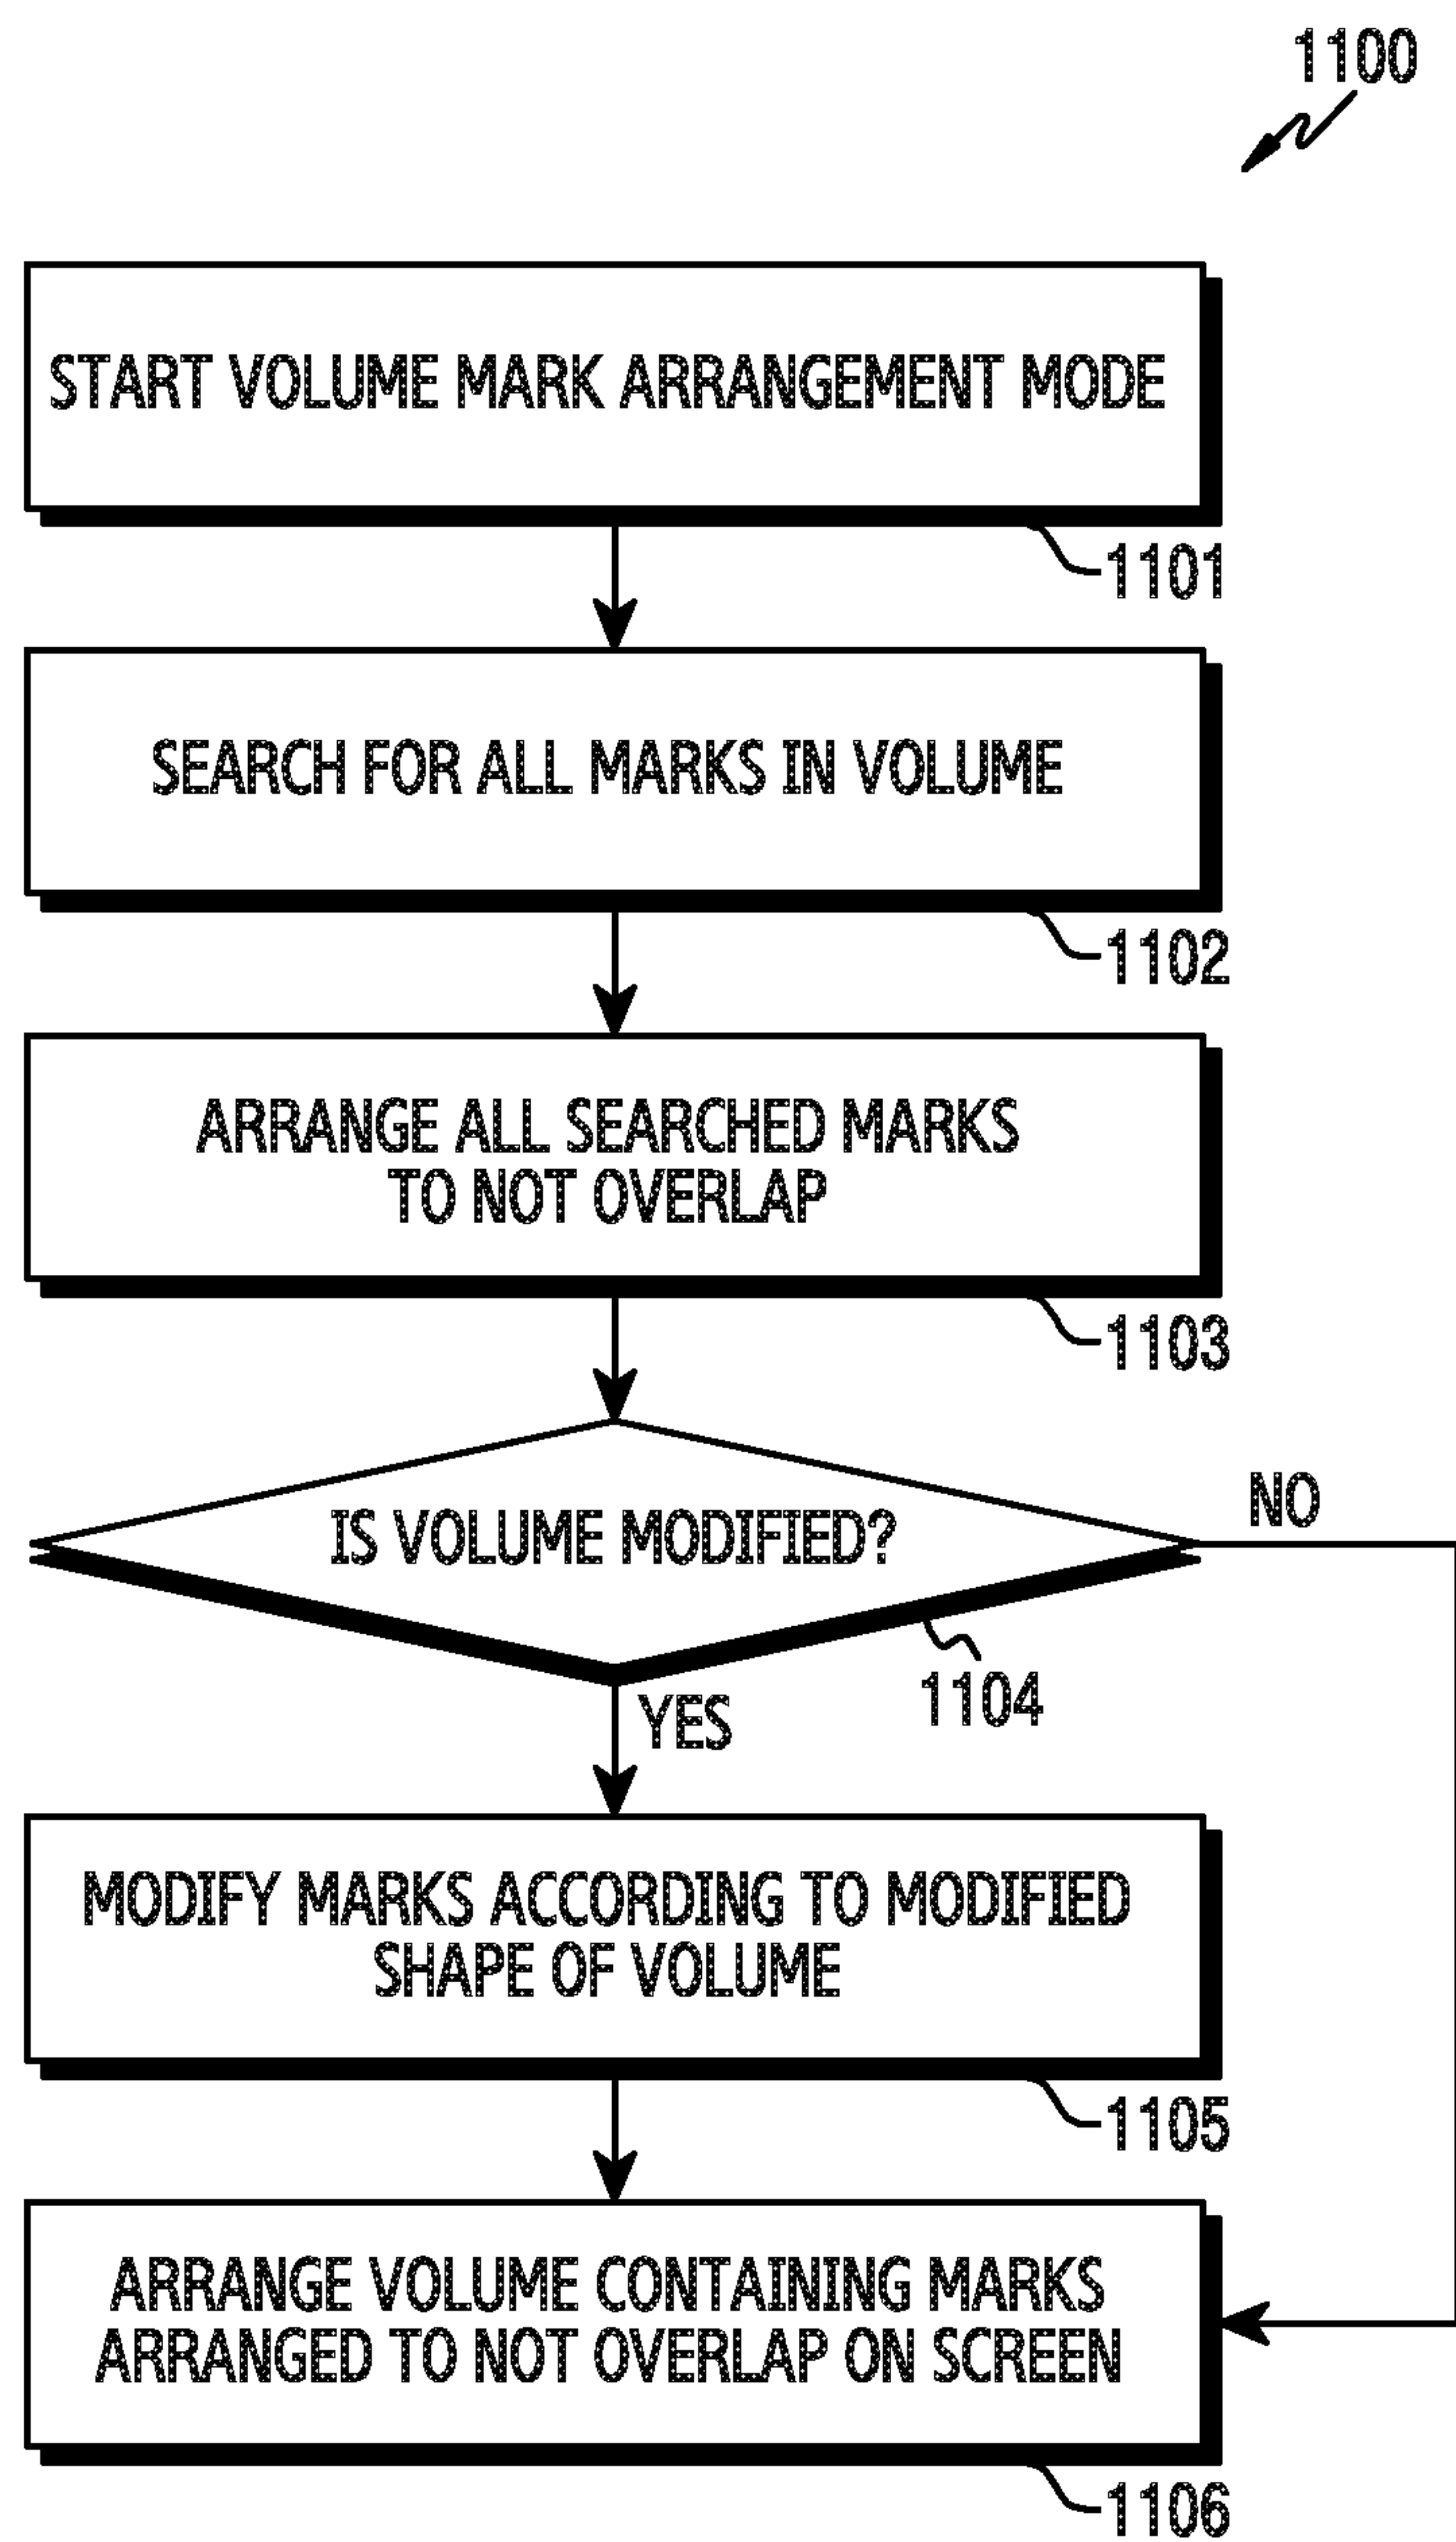 1100
START VOLUME MARK ARRANGEMENT MODE
1101
SEARCH FOR ALL MARKS IN VOLUME
1102
ARRANGE ALL SEARCHED MARKS
TO NOT OVERLAP
1103
IS VOLUME MODIFIED?
NO
1104
YES
MODIFY MARKS ACCORDING TO MODIFIED
SHAPE OF VOLUME
1105
ARRANGE VOLUME CONTAINING MARKS
ARRANGED TO NOT OVERLAP ON SCREEN
1106